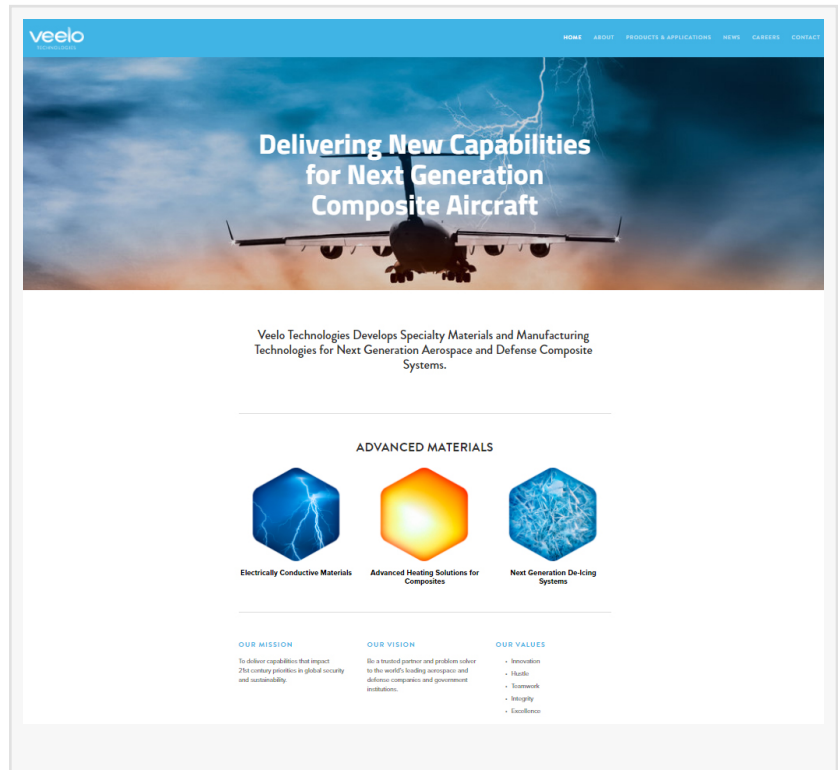 veelo
TECHNOLOGIES
HOME ABOUT PRODUCTS & APPLICATIONS NEWS CAREERS CONTACT
Delivering New Capabilities
for Next Generation
Composite Aircraft
Veelo Technologies Develops Specialty Materials and Manufacturing
Technologies for Next Generation Aerospace and Defense Composite
Systems.
ADVANCED MATERIALS
Electrically Conductive Materials
Advanced Heating Solutions for
Composites
Next Generation De-Icing
Systems
OUR MISSION
To deliver capabilities that impact
21st century priorities in global security
and sustainability.
OUR VISION
Be a trusted partner and problem solver
to the world's leading aerospace and
defense companies and government
institutions.
OUR VALUES
• Innovation
• Hustle
• Teamwork
• Integrity
• Excellence